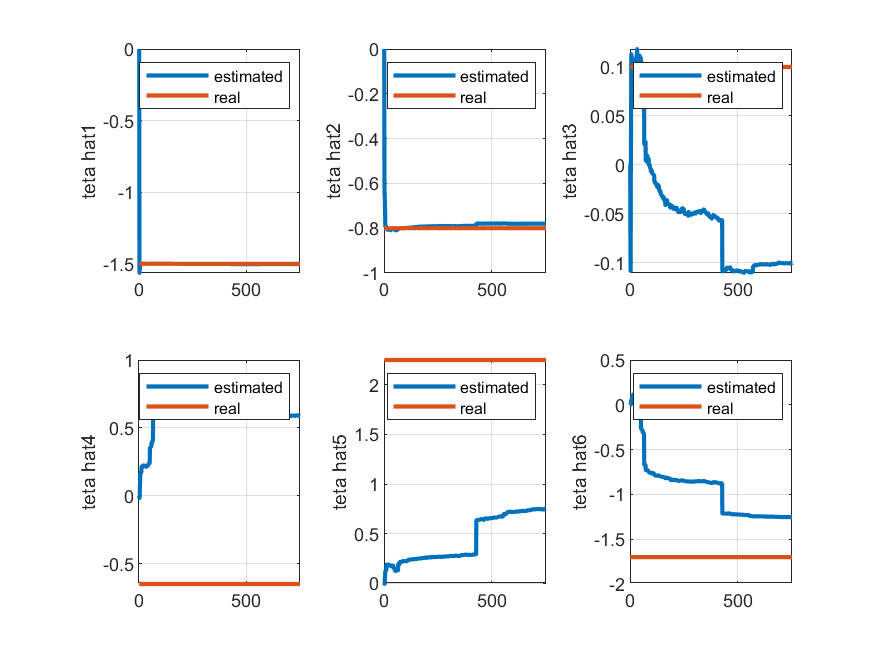 teta hat1
0
-0.5
-1
-1.5
0
500
estimated
real
teta hat2
0
-0.2
-0.4
-0.6
-0.8
-1
0
500
estimated
real
teta hat3
0.1
0.05
0
-0.05
-0.1
0
500
estimated
real
teta hat4
1
0.5
0
-0.5
0
500
estimated
real
teta hat5
2
1.5
1
0.5
0
0
500
estimated
real
teta hat6
0.5
0
-0.5
-1
-1.5
-2
0
500
estimated
real